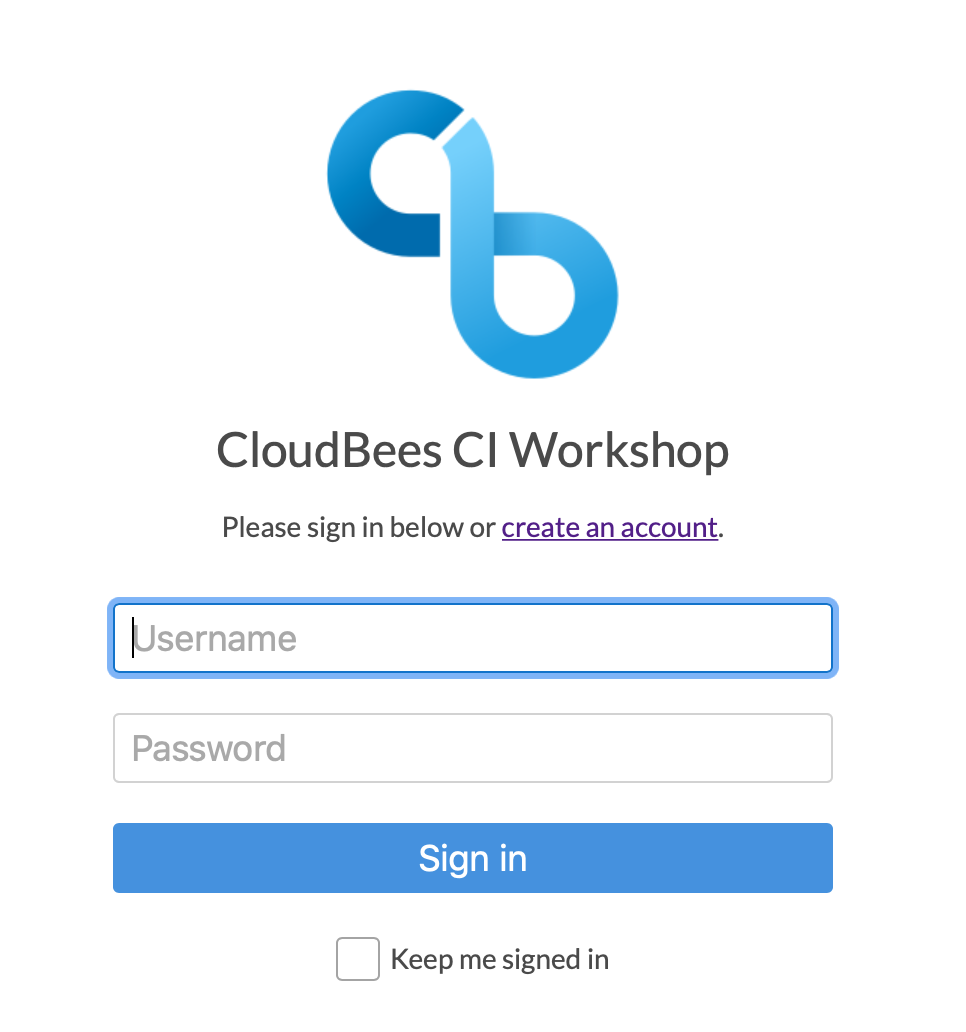 CloudBees CI Workshop
Please sign in below or create an account.
Username
Password
Sign in
Keep me signed in